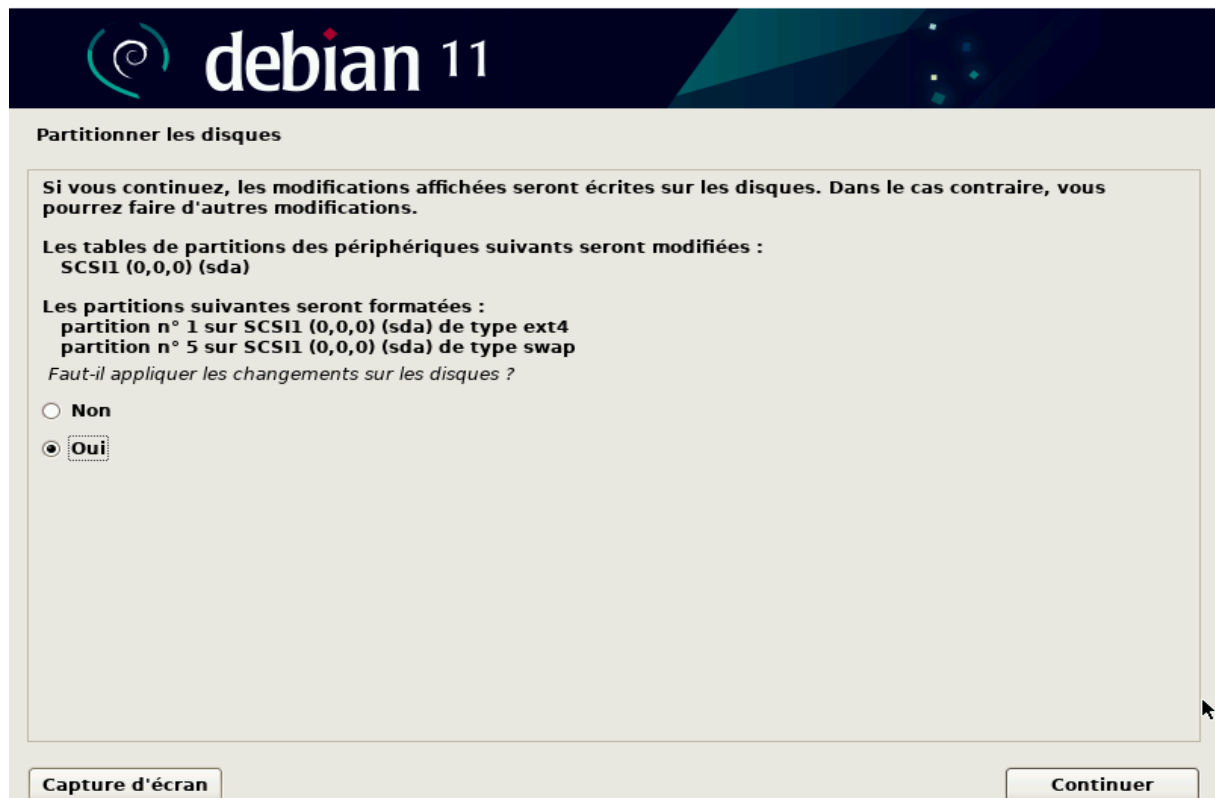 debian 11
Partitionner les disques
Si vous continuez, les modifications affichées seront écrites sur les disques. Dans le cas contraire, vous
pourrez faire d'autres modifications.
Les tables de partitions des périphériques suivants seront modifiées :
SCSI1 (0,0,0) (sda)
Les partitions suivantes seront formatées :
partition n° 1 sur SCSI1 (0,0,0) (sda) de type ext4
partition n° 5 sur SCSI1 (0,0,0) (sda) de type swap
Faut-il appliquer les changements sur les disques ?
Non
Oui
Capture d'écran
Continuer